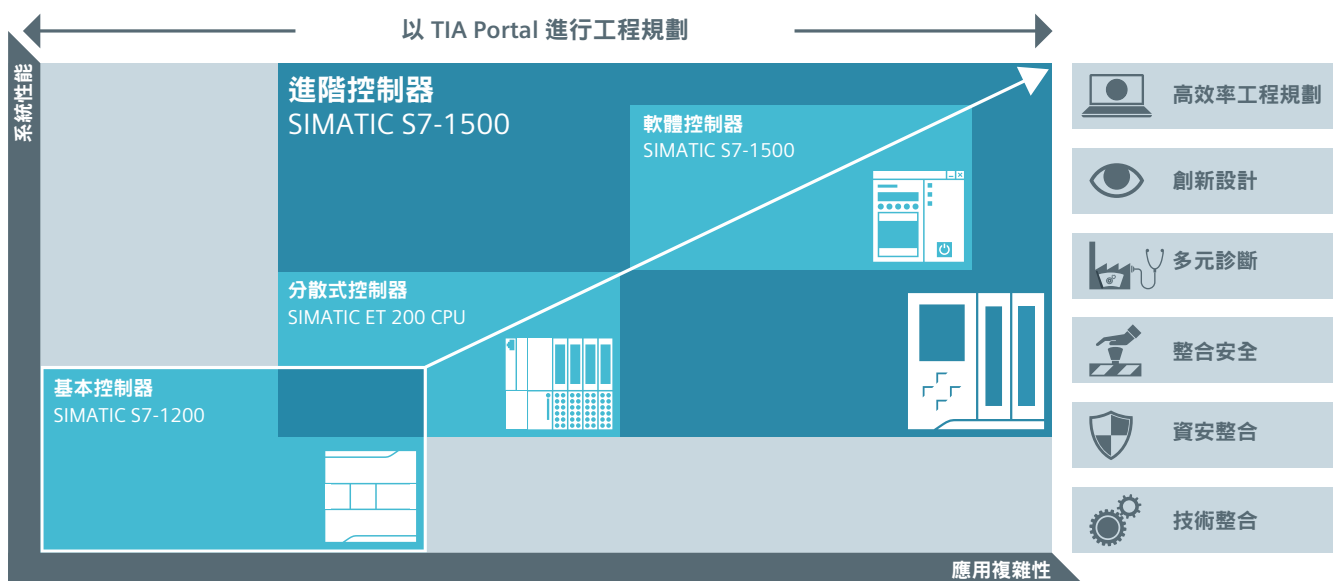 以 TIA Portal 進行工程規劃
系統性能
進階控制器
SIMATIC S7-1500
軟體控制器
SIMATIC S7-1500
分散式控制器
SIMATIC ET 200 CPU
基本控制器
SIMATIC S7-1200
應用複雜性
高效率工程規劃
創新設計
多元診斷
整合安全
資安整合
技術整合